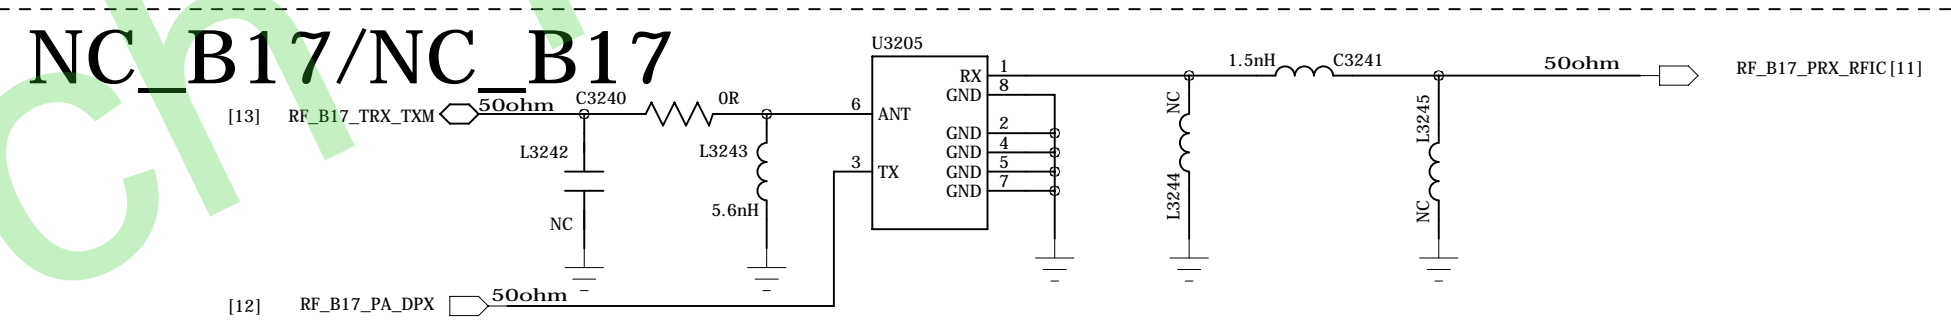 NC_B17/NC_B17
U3205
[13] RF_B17_TRX_TXM 50ohm C3240 0R
L3242
NC
L3243
5.6nH
6 ANT
3 TX
RX 1
GND 8
GND 2
GND 4
GND 5
GND 7
1.5nH C3241
50ohm RF_B17_PRX_RFIC [11]
NC
L3244
L3245
NC
[12] RF_B17_PA_DPX 50ohm
ch